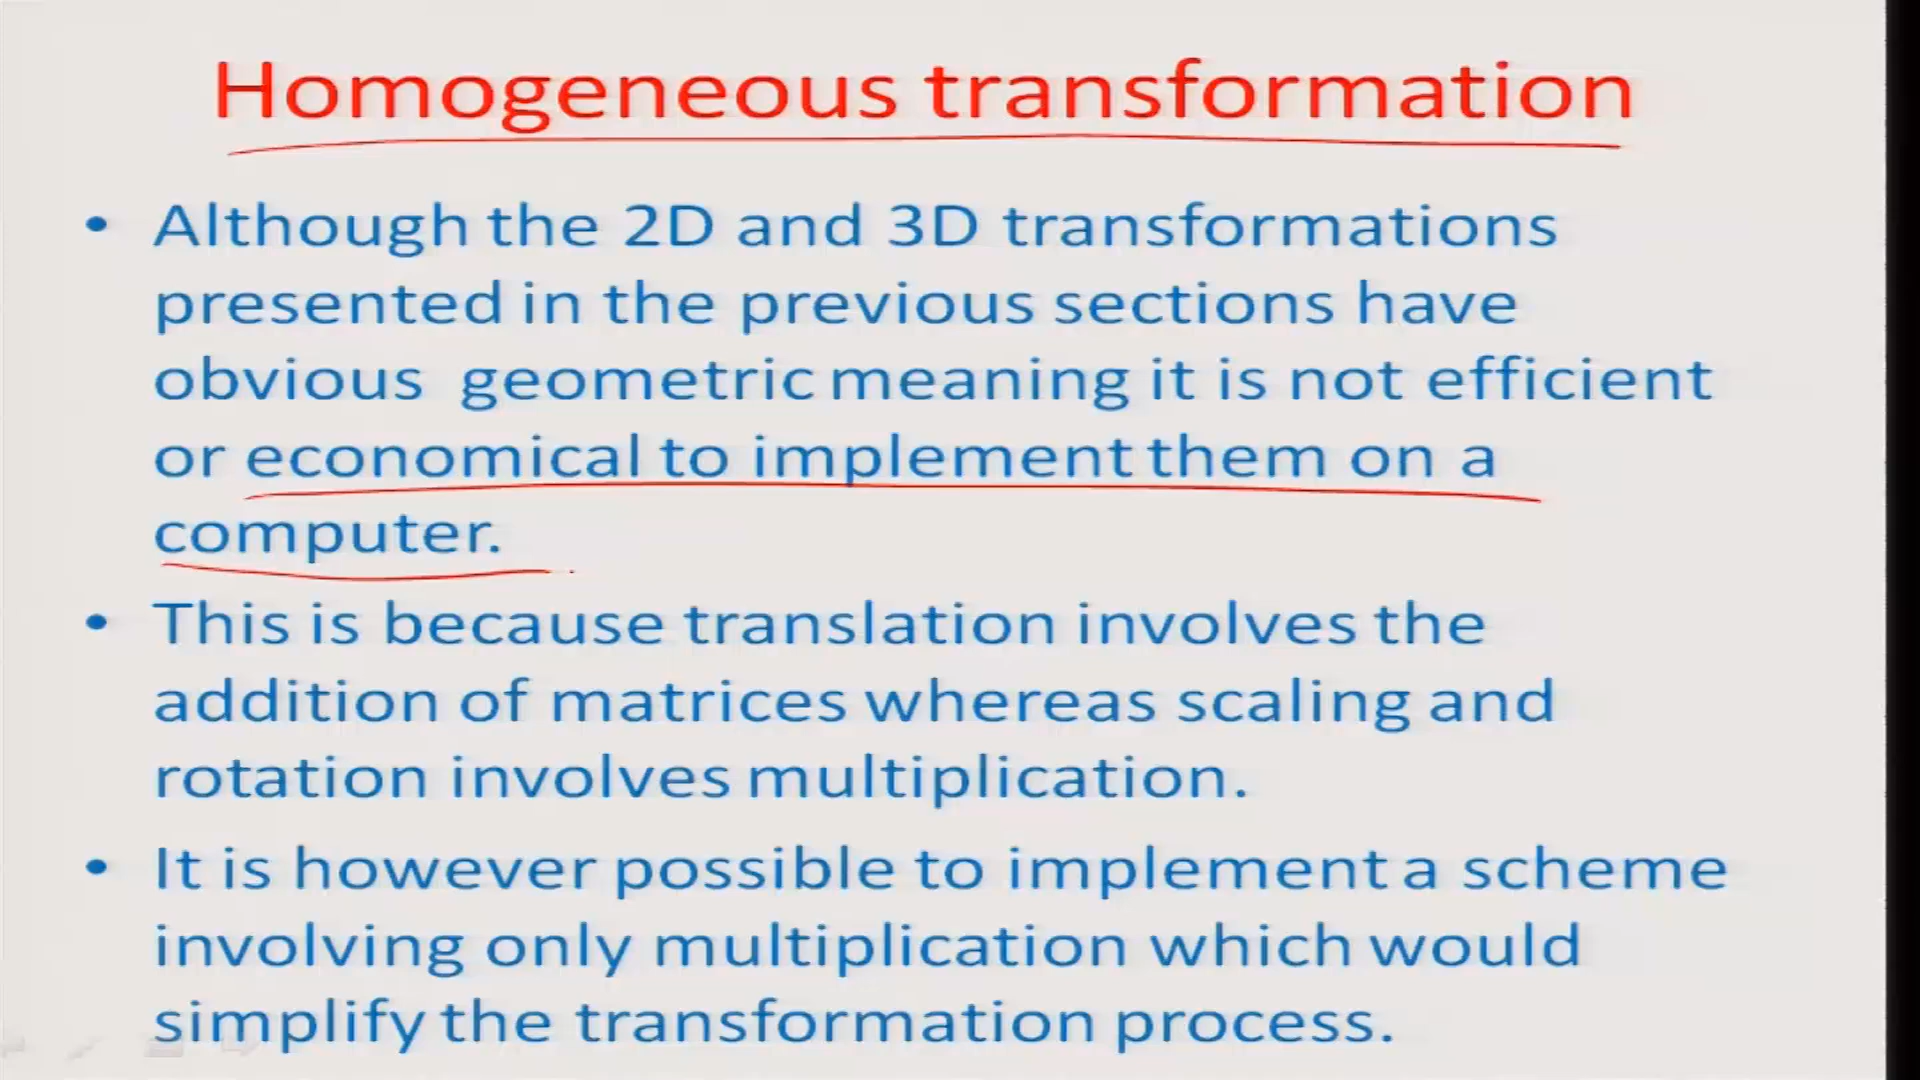 Homogeneous transformation
• Although the 2D and 3D transformations
presented in the previous sections have
obvious geometric meaning it is not efficient
or economical to implement them on a
computer.
• This is because translation involves the
addition of matrices whereas scaling and
rotation involves multiplication.
• It is however possible to implement a scheme
involving only multiplication which would
simplify the transformation process.